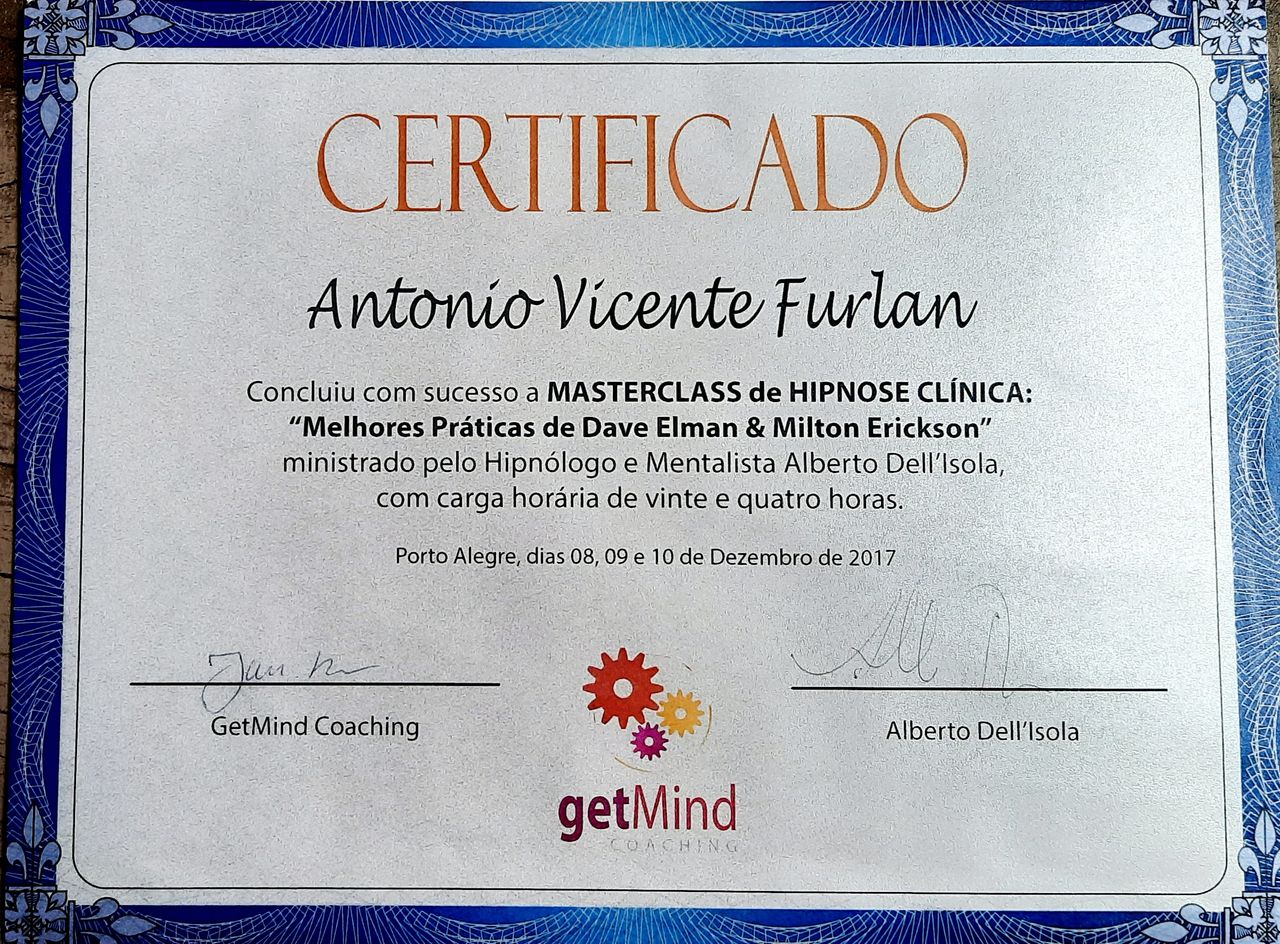 CERTIFICADO
Antonio Vicente Furlan
Concluiu com sucesso a MASTERCLASS de HIPNOSE CLÍNICA:
“Melhores Práticas de Dave Elman & Milton Erickson”
ministrado pelo Hipnólogo e Mentalista Alberto Dell’Isola,
com carga horária de vinte e quatro horas.
Porto Alegre, dias 08, 09 e 10 de Dezembro de 2017
GetMind Coaching
Alberto Dell’Isola
getMind
COACHING